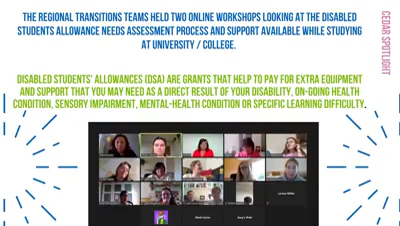 THE REGIONAL TRANSITIONS TEAMS HELD TWO ONLINE WORKSHOPS LOOKING AT THE DISABLED
STUDENTS ALLOWANCE NEEDS ASSESSMENT PROCESS AND SUPPORT AVAILABLE WHILE STUDYING
AT UNIVERSITY / COLLEGE.
CEDAR SPOTLIGHT
DISABLED STUDENTS' ALLOWANCES (DSA) ARE GRANTS THAT HELP TO PAY FOR EXTRA EQUIPMENT
AND SUPPORT THAT YOU MAY NEED AS A DIRECT RESULT OF YOUR DISABILITY, ON-GOING HEALTH
CONDITION, SENSORY IMPAIRMENT, MENTAL-HEALTH CONDITION OR SPECIFIC LEARNING DIFFICULTY.